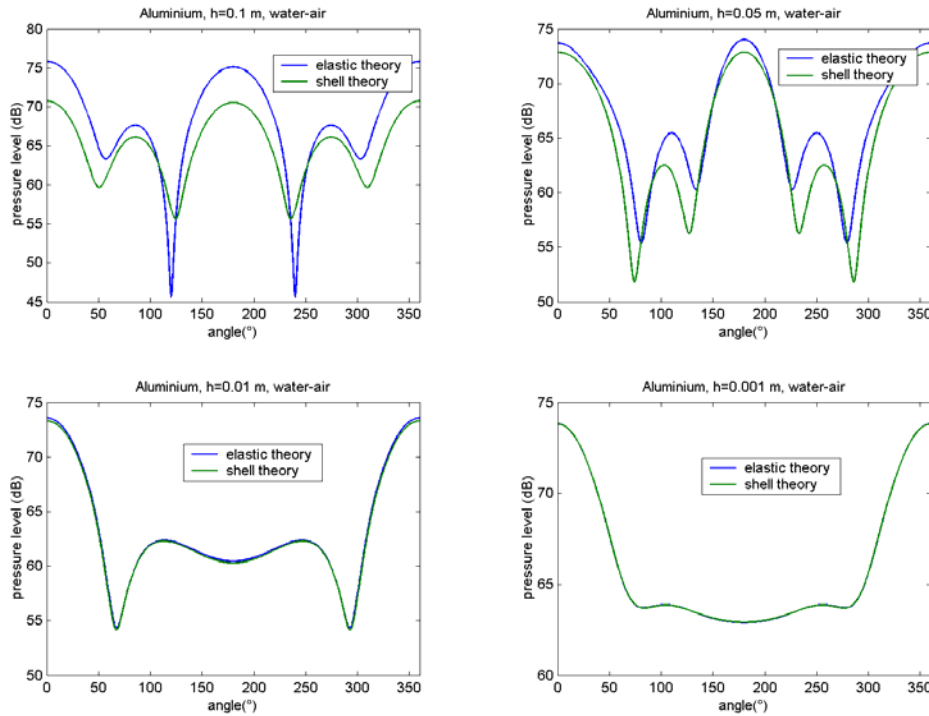 Aluminium, h=0.1 m, water-air
80
75
70
65
60
55
50
45
pressure level (dB)
elastic theory
shell theory
0 50 100 150 200 250 300 350
angle(°)
Aluminium, h=0.05 m, water-air
75
70
65
60
55
50
pressure level (dB)
elastic theory
shell theory
0 50 100 150 200 250 300 350
angle(°)
Aluminium, h=0.01 m, water-air
75
70
65
60
55
50
pressure level (dB)
elastic theory
shell theory
0 50 100 150 200 250 300 350
angle(°)
Aluminium, h=0.001 m, water-air
75
70
65
60
pressure level (dB)
elastic theory
shell theory
0 50 100 150 200 250 300 350
angle(°)